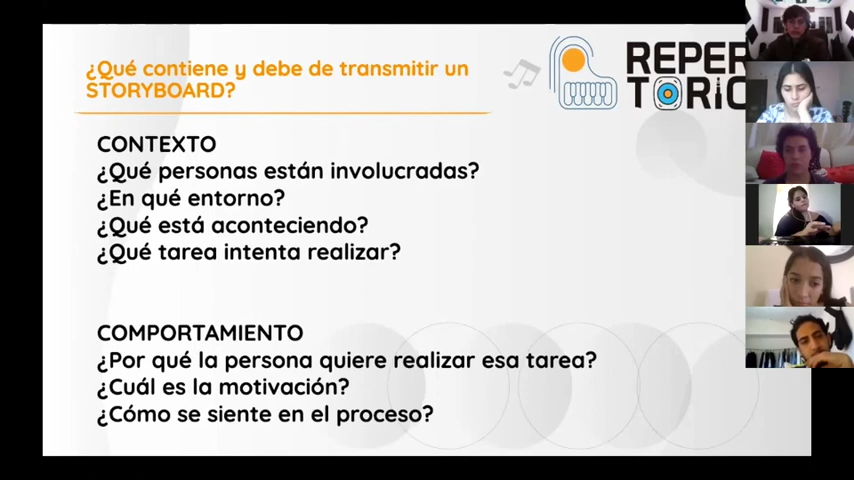 ¿Qué contiene y debe de transmitir un
STORYBOARD?
REPER
TORIO
CONTEXTO
¿Qué personas están involucradas?
¿En qué entorno?
¿Qué está aconteciendo?
¿Qué tarea intenta realizar?
COMPORTAMIENTO
¿Por qué la persona quiere realizar esa tarea?
¿Cuál es la motivación?
¿Cómo se siente en el proceso?